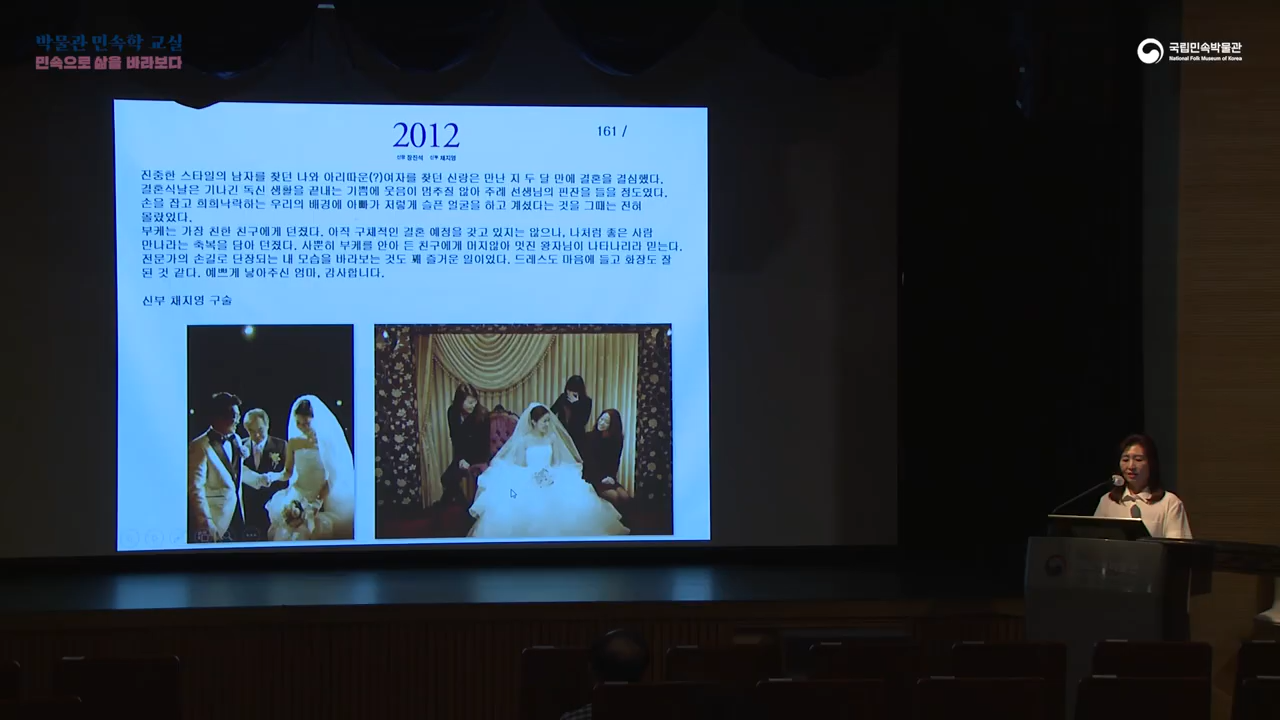 박물관 민속학 교실
민속으로 삶을 바라보다
국립민속박물관
National Folk Museum of Korea
2012
161 /
신랑 장진석 신부 채지영
진중한 스타일의 남자를 찾던 나와 아리따운(?)여자를 찾던 신랑은 만난 지 두 달 만에 결혼을 결심했다.
결혼식날은 기나긴 독신 생활을 끝내는 기쁨에 웃음이 멈추질 않아 주례 선생님의 핀잔을 들을 정도였다.
손을 잡고 희희낙락하는 우리의 배경에 아빠가 저렇게 슬픈 얼굴을 하고 계셨다는 것을 그때는 전혀
몰랐었다.
부케는 가장 친한 친구에게 던졌다. 아직 구체적인 결혼 예정을 갖고 있지는 않으나, 나처럼 좋은 사람
만나라는 축복을 담아 던졌다. 사뿐히 부케를 안아 든 친구에게 머지않아 멋진 왕자님이 나타나리라 믿는다.
전문가의 손길로 단장되는 내 모습을 바라보는 것도 꽤 즐거운 일이었다. 드레스도 마음에 들고 화장도 잘
된 것 같다. 예쁘게 낳아주신 엄마, 감사합니다.
신부 채지영 구술